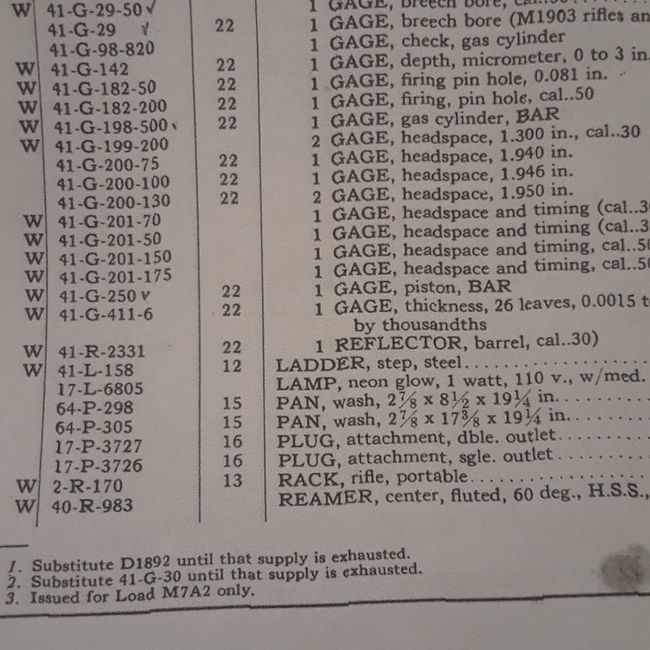 W 41-G-29-50 1 GAGE, breech bore,
41-G-29 22 1 GAGE, breech bore (M1903 rifles an
41-G-98-820 1 GAGE, check, gas cylinder
W 41-G-142 22 1 GAGE, depth, micrometer, 0 to 3 in.
W 41-G-182-50 22 1 GAGE, firing pin hole, 0.081 in.
W 41-G-182-200 22 1 GAGE, firing, pin hole, cal..50
W 41-G-198-500 22 1 GAGE, gas cylinder, BAR
W 41-G-199-200 2 GAGE, headspace, 1.300 in., cal..30
41-G-200-75 22 1 GAGE, headspace, 1.940 in.
41-G-200-100 22 1 GAGE, headspace, 1.946 in.
41-G-200-130 22 2 GAGE, headspace, 1.950 in.
W 41-G-201-70 1 GAGE, headspace and timing (cal..3
W 41-G-201-50 1 GAGE, headspace and timing (cal..3
W 41-G-201-150 1 GAGE, headspace and timing, cal..50
W 41-G-201-175 1 GAGE, headspace and timing, cal..50
W 41-G-250 22 1 GAGE, piston, BAR
W 41-G-411-6 22 1 GAGE, thickness, 26 leaves, 0.0015 t
by thousandths
W 41-R-2331 22 1 REFLECTOR, barrel, cal..30)
W 41-L-158 12 LADDER, step, steel....................
17-L-6805 LAMP, neon glow, 1 watt, 110 v., w/med.
64-P-298 15 PAN, wash, 2⅞ x 8½ x 19¼ in..........
64-P-305 15 PAN, wash, 2⅞ x 17⅜ x 19¼ in.........
17-P-3727 16 PLUG, attachment, dble. outlet..........
17-P-3726 16 PLUG, attachment, sgle. outlet..........
W 2-R-170 13 RACK, rifle, portable....................
W 40-R-983 REAMER, center, fluted, 60 deg., H.S.S.,
1. Substitute D1892 until that supply is exhausted.
2. Substitute 41-G-30 until that supply is exhausted.
3. Issued for Load M7A2 only.